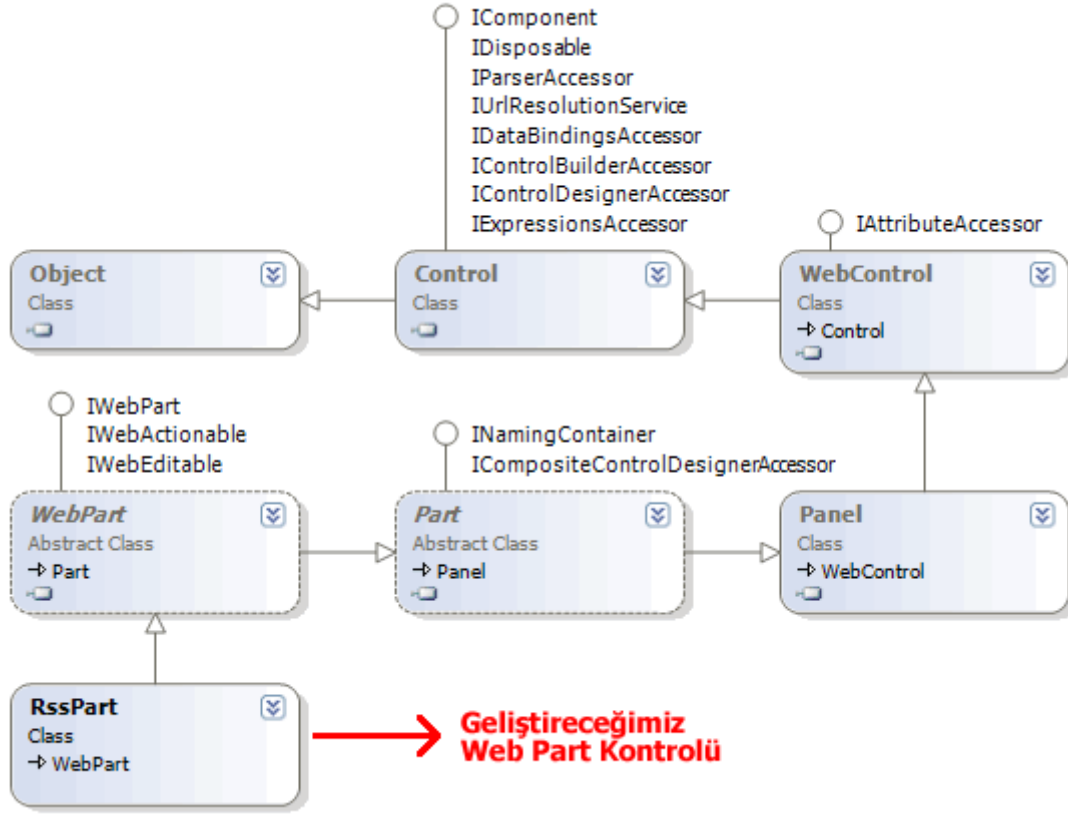 IComponent
IDisposable
IParserAccessor
IUrlResolutionService
IDataBindingsAccessor
IControlBuilderAccessor
IControlDesignerAccessor
IExpressionsAccessor
IAttributeAccessor
Object
Class
Control
Class
WebControl
Class
Control
IWebPart
IWebActionable
IWebEditable
INamingContainer
ICompositeControlDesignerAccessor
WebPart
Abstract Class
Part
Part
Abstract Class
Panel
Panel
Class
WebControl
RssPart
Class
WebPart
Geliştireceğimiz
Web Part Kontrolü